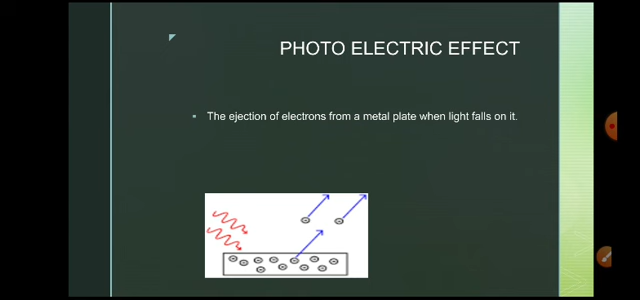 PHOTO ELECTRIC EFFECT
The ejection of electrons from a metal plate when light falls on it.